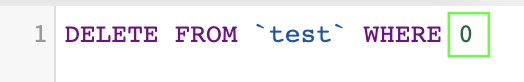 1 DELETE FROM `test` WHERE 0